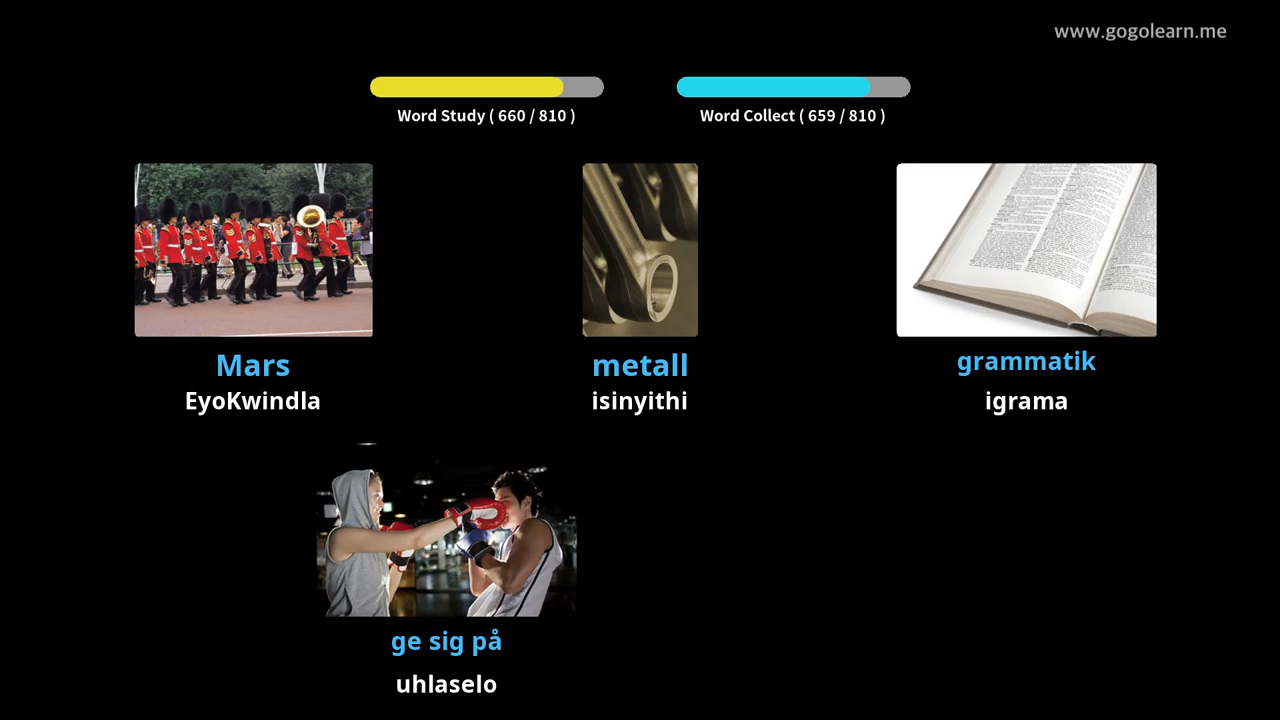 www.gogolearn.me
Word Study ( 660 / 810 )
Word Collect ( 659 / 810 )
Mars
EyoKwindla
metall
isinyithi
grammatik
igrama
ge sig på
uhlaselo